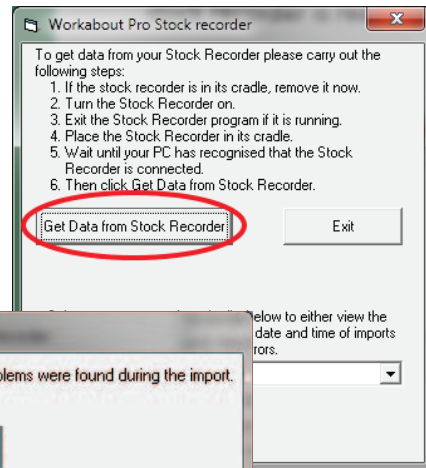 Workabout Pro Stock recorder
To get data from your Stock Recorder please carry out the
following steps:
1. If the stock recorder is in its cradle, remove it now.
2. Turn the Stock Recorder on.
3. Exit the Stock Recorder program if it is running.
4. Place the Stock Recorder in its cradle.
5. Wait until your PC has recognised that the Stock
Recorder is connected.
6. Then click Get Data from Stock Recorder.
Get Data from Stock Recorder
Exit
below to either view the
date and time of imports
were found during the import.